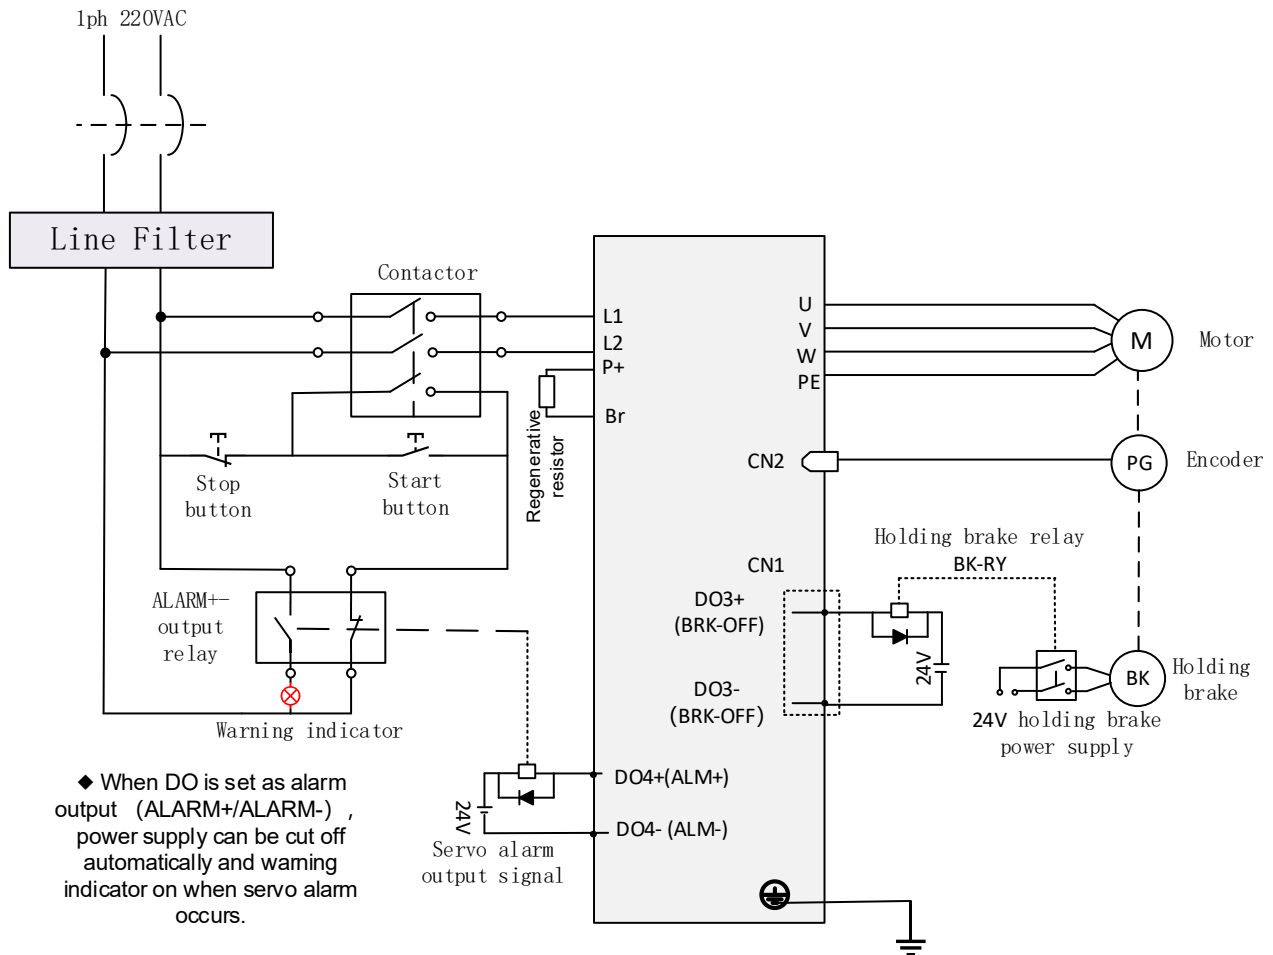 1ph 220VAC
Line Filter
Contactor
L1
L2
P+
Br
Regenerative
resistor
Stop
button
Start
button
U
V
W
PE
M
Motor
CN2
PG
Encoder
Holding brake relay
BK-RY
CN1
DO3+
(BRK-OFF)
24V
DO3-
(BRK-OFF)
BK
Holding
brake
24V holding brake
power supply
ALARM+-
output
relay
Warning indicator
◆ When DO is set as alarm
output （ALARM+/ALARM-） ,
power supply can be cut off
automatically and warning
indicator on when servo alarm
occurs.
24V
DO4+(ALM+)
DO4- (ALM-)
Servo alarm
output signal